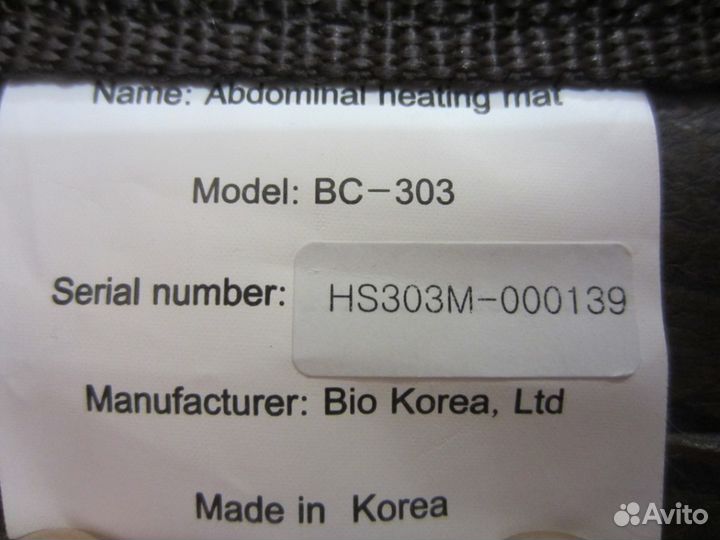 Name: Abdominal heating mat
Model: BC-303
Serial number: HS303M-000139
Manufacturer: Bio Korea, Ltd
Made in Korea
Avito